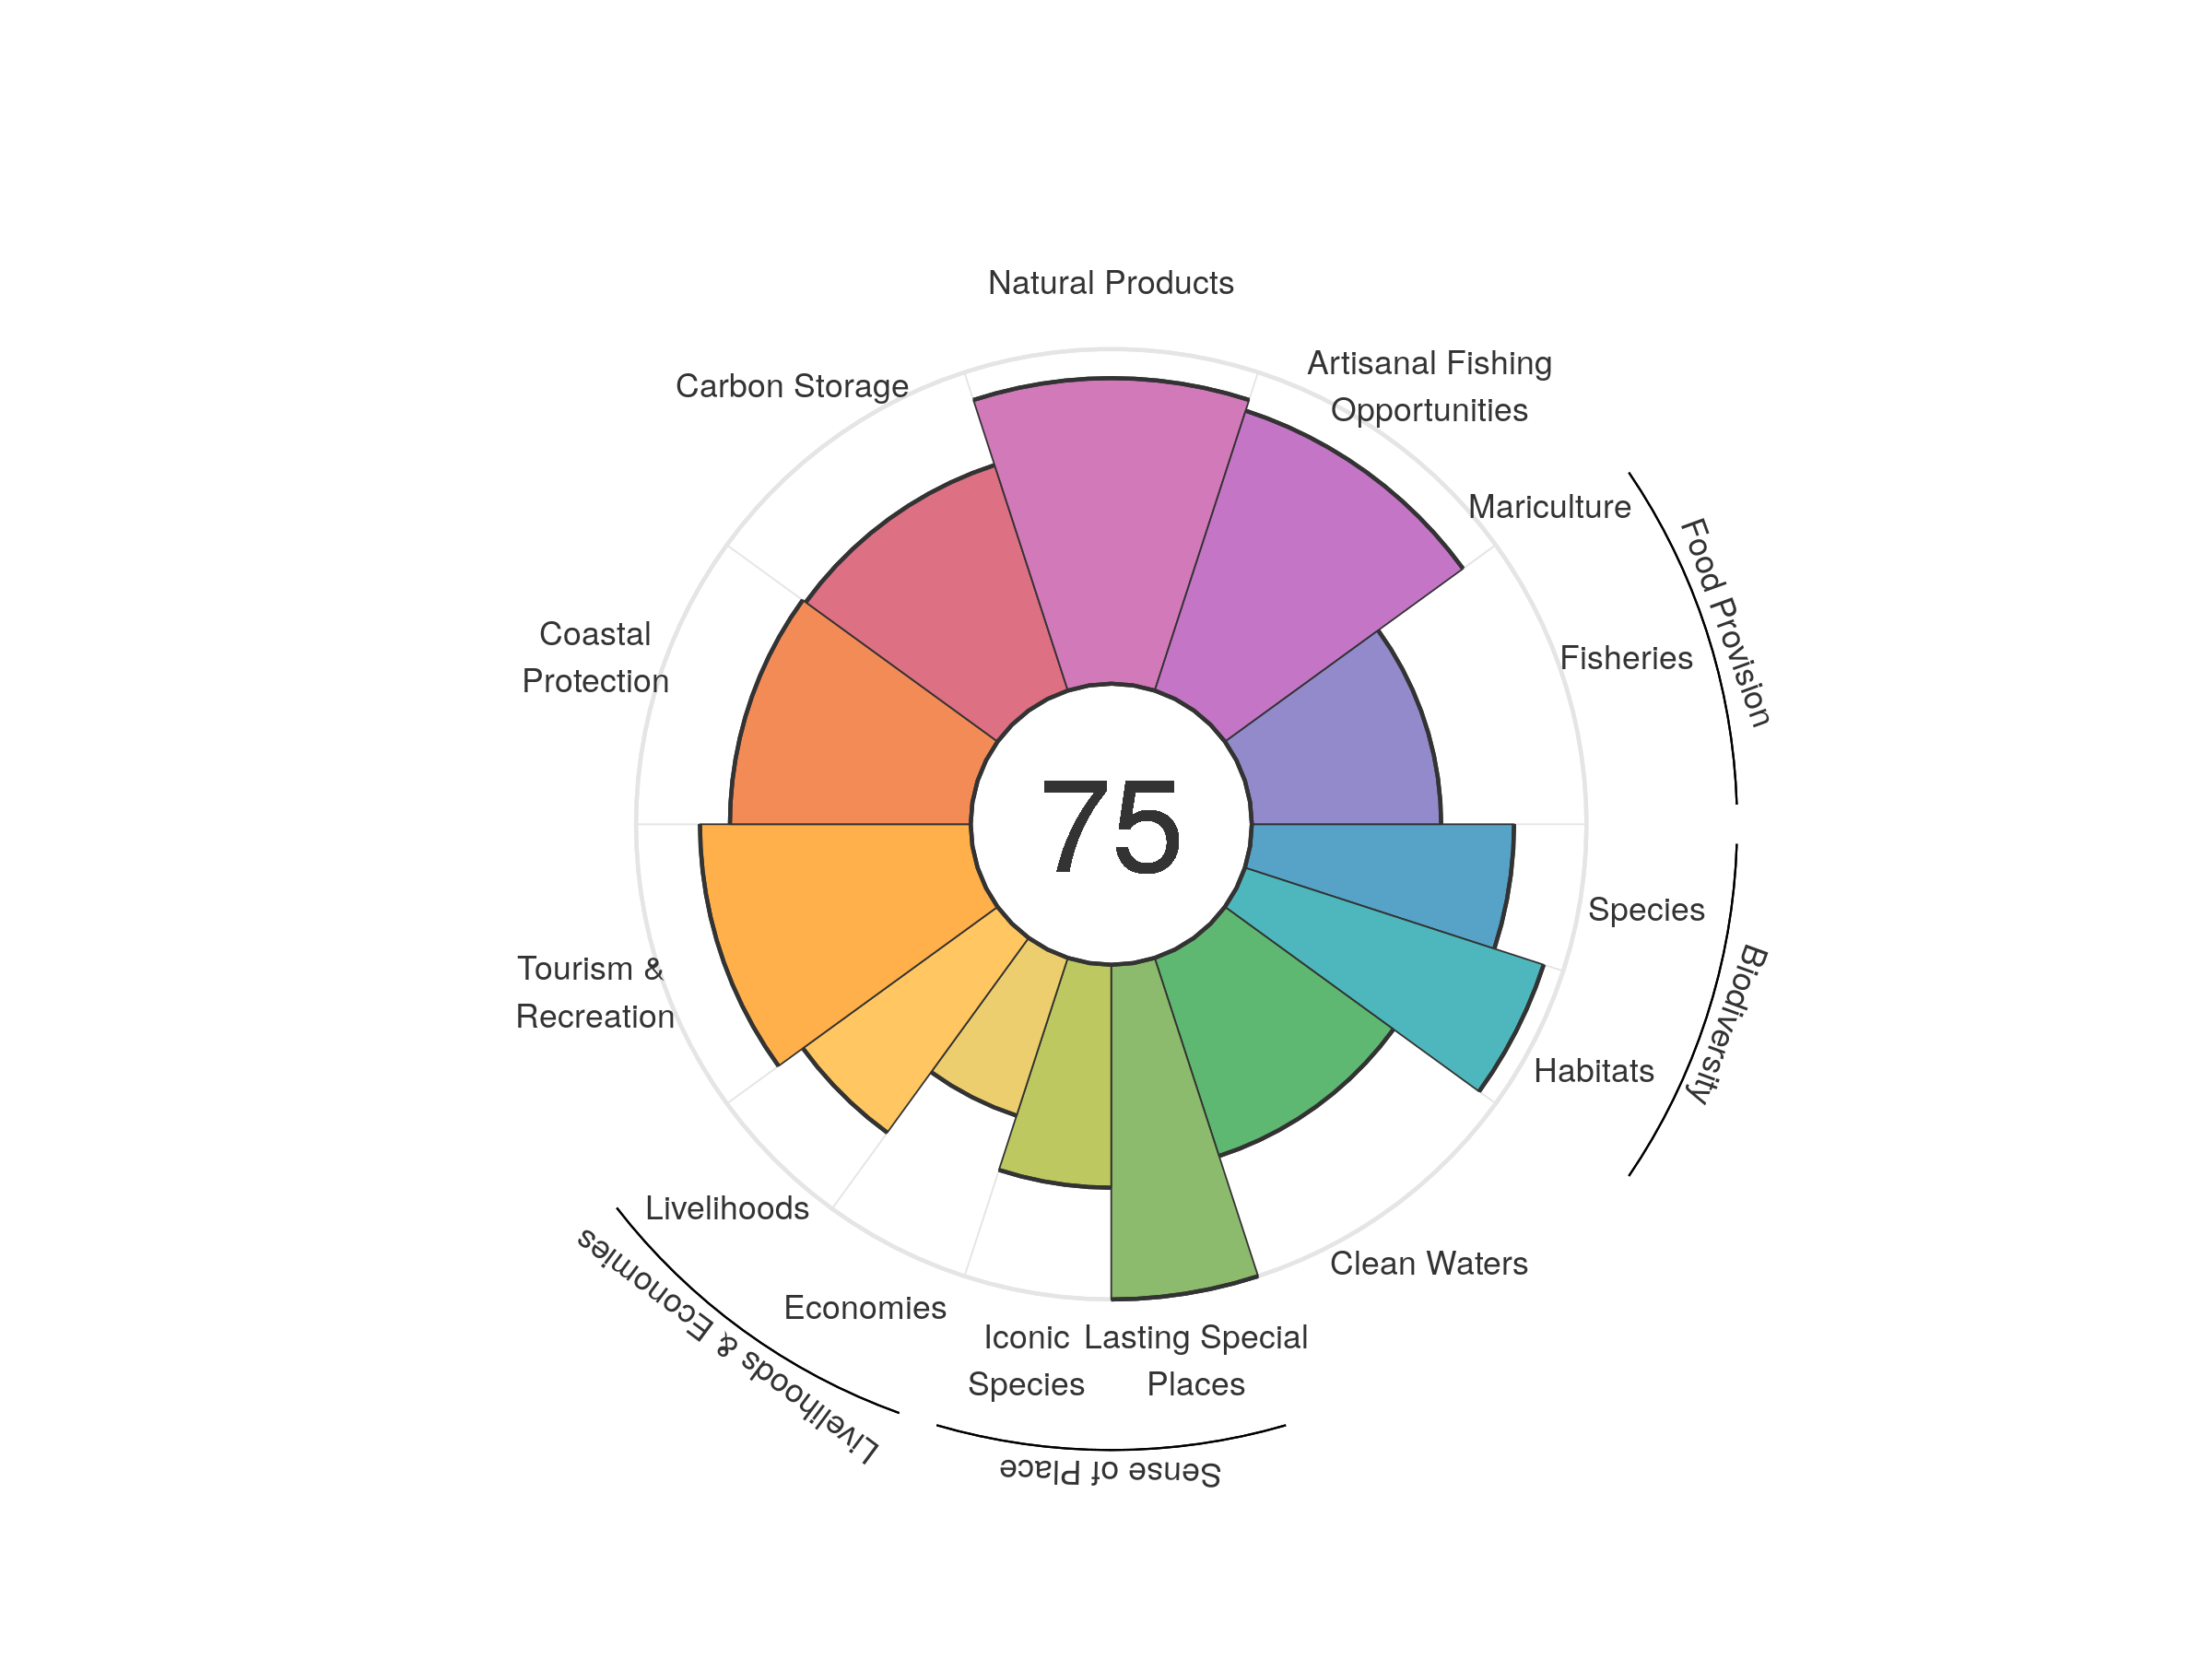 Natural Products
Artisanal Fishing
Opportunities
Carbon Storage
Mariculture
Food Provision
Fisheries
Coastal
Protection
75
Species
Biodiversity
Habitats
Tourism &
Recreation
Clean Waters
Livelihoods
Livelihoods & Economies
Economies
Iconic
Species
Lasting Special
Places
Sense of Place